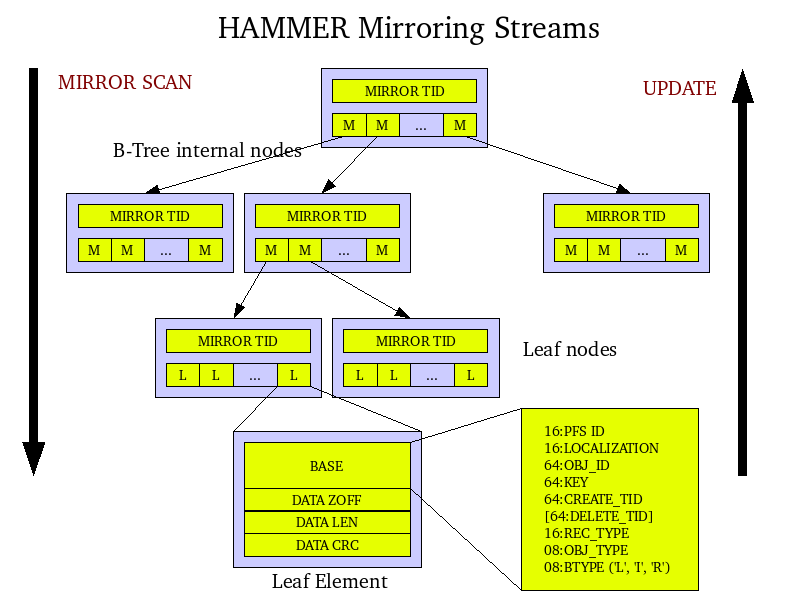 HAMMER Mirroring Streams
MIRROR SCAN
UPDATE
MIRROR TID
M M ... M
B-Tree internal nodes
MIRROR TID
M M ... M
MIRROR TID
M M ... M
MIRROR TID
M M ... M
MIRROR TID
L L ... L
MIRROR TID
L L ... L
Leaf nodes
BASE
DATA ZOFF
DATA LEN
DATA CRC
Leaf Element
16:PFS ID
16:LOCALIZATION
64:OBJ_ID
64:KEY
64:CREATE_TID
[64:DELETE_TID]
16:REC_TYPE
08:OBJ_TYPE
08:BTYPE ('L', 'I', 'R')